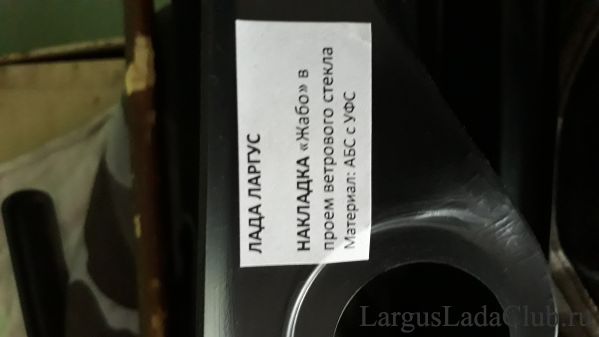 ЛАДА ЛАРГУС
НАКЛАДКА «Жабо» в
проем ветрового стекла
Материал: АБС с УФС
LargusLadaClub.ru